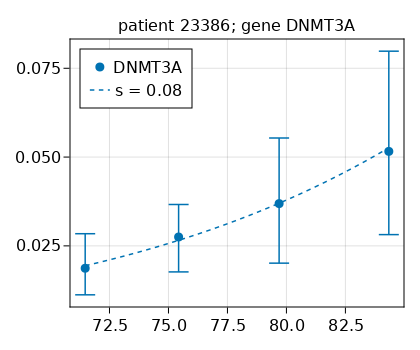 patient 23386; gene DNMT3A
0.075
0.050
0.025
DNMT3A
s = 0.08
72.5 75.0 77.5 80.0 82.5